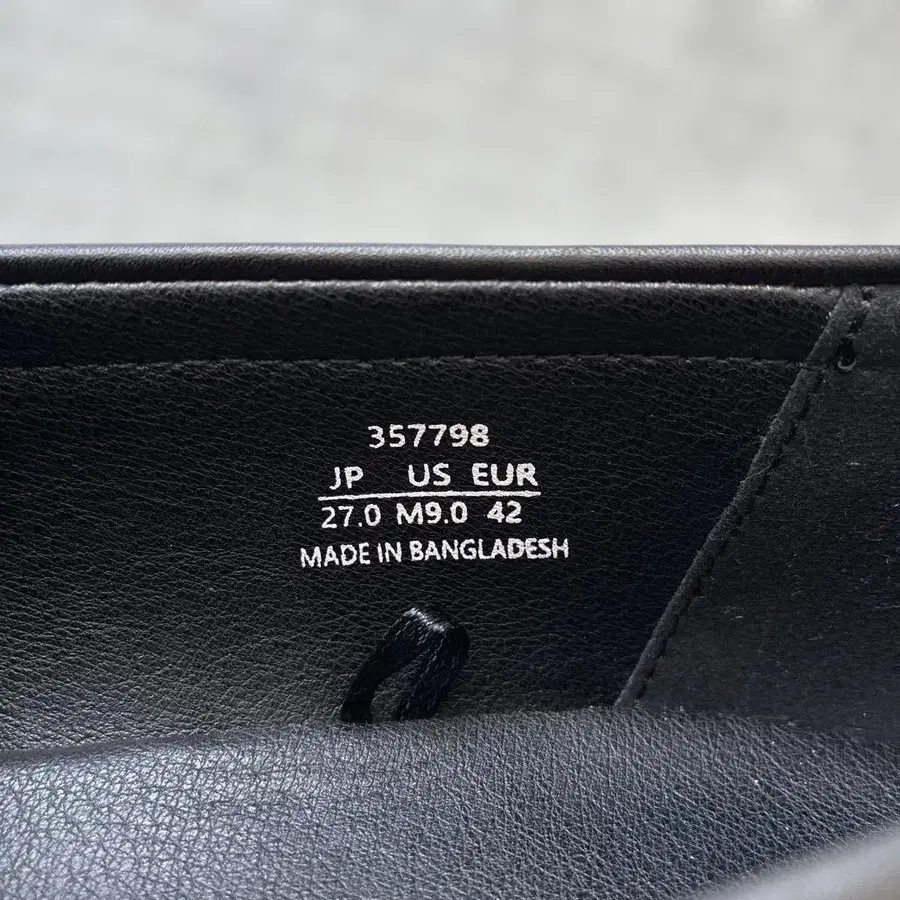 357798
JP US EUR
27.0 M9.0 42
MADE IN BANGLADESH